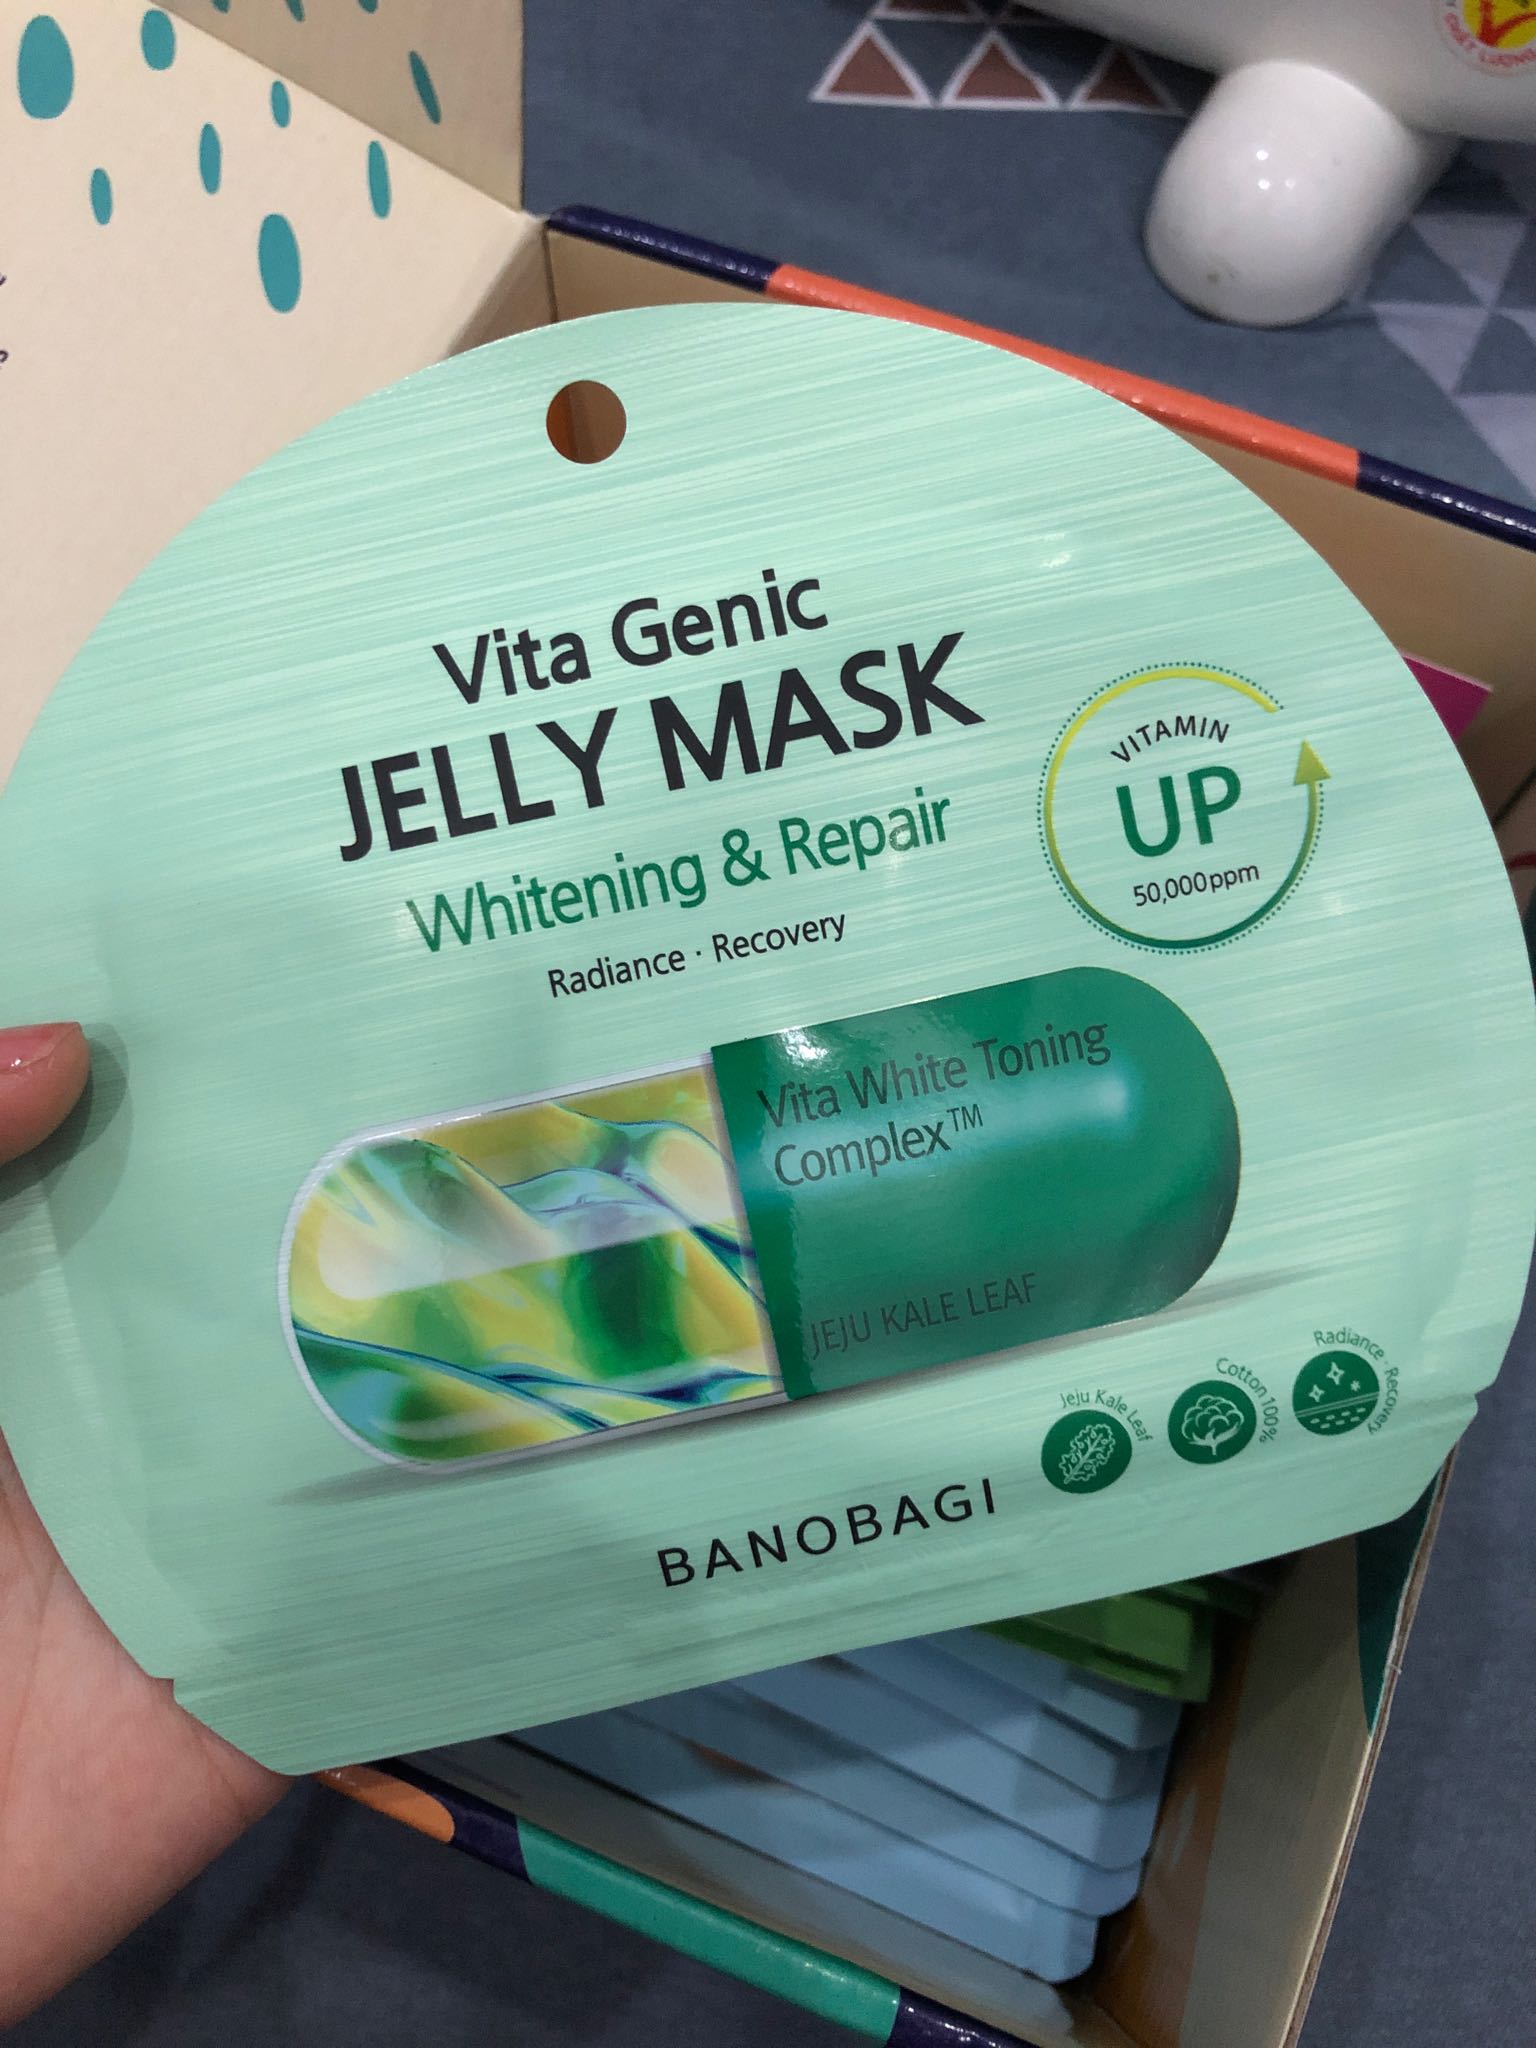 Vita Genic
JELLY MASK
Whitening & Repair
Radiance · Recovery
VITAMIN
UP
50,000ppm
Vita White Toning
Complex™
JEJU KALE LEAF
Jeju Kale Leaf
Cotton 100%
Radiance · Recovery
BANOBAGI